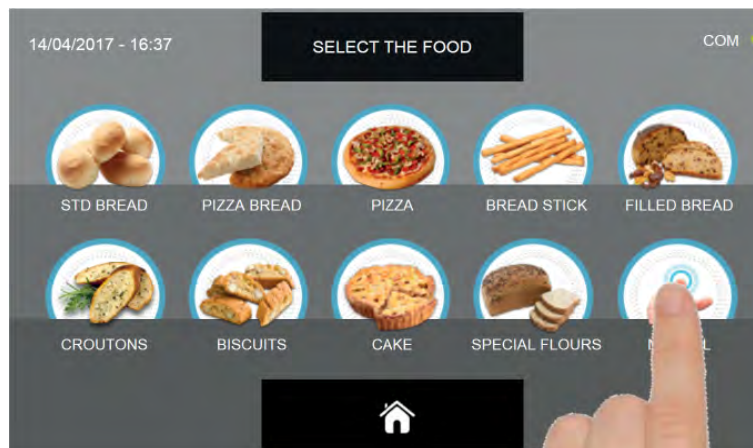 14/04/2017 - 16:37
SELECT THE FOOD
COM
STD BREAD
PIZZA BREAD
PIZZA
BREAD STICK
FILLED BREAD
CROUTONS
BISCUITS
CAKE
SPECIAL FLOURS